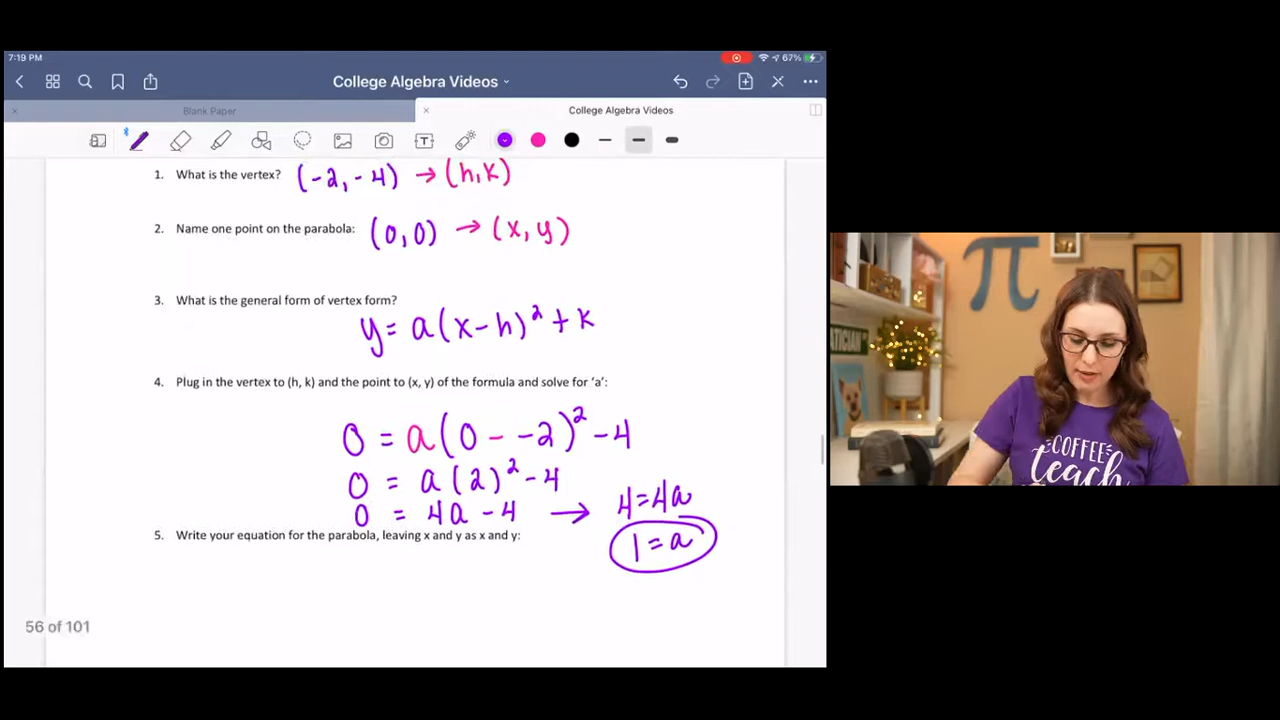 7:19 PM
67%
College Algebra Videos
Blank Paper
College Algebra Videos
1. What is the vertex? (-2, -4) → (h, k)
2. Name one point on the parabola: (0, 0) → (x, y)
3. What is the general form of vertex form?
y = a(x - h)² + k
4. Plug in the vertex to (h, k) and the point to (x, y) of the formula and solve for ‘a’:
0 = a(0 - -2)² - 4
0 = a(2)² - 4
0 = 4a - 4 → 4 = 4a
1 = a
5. Write your equation for the parabola, leaving x and y as x and y:
56 of 101
COFFEE
teach